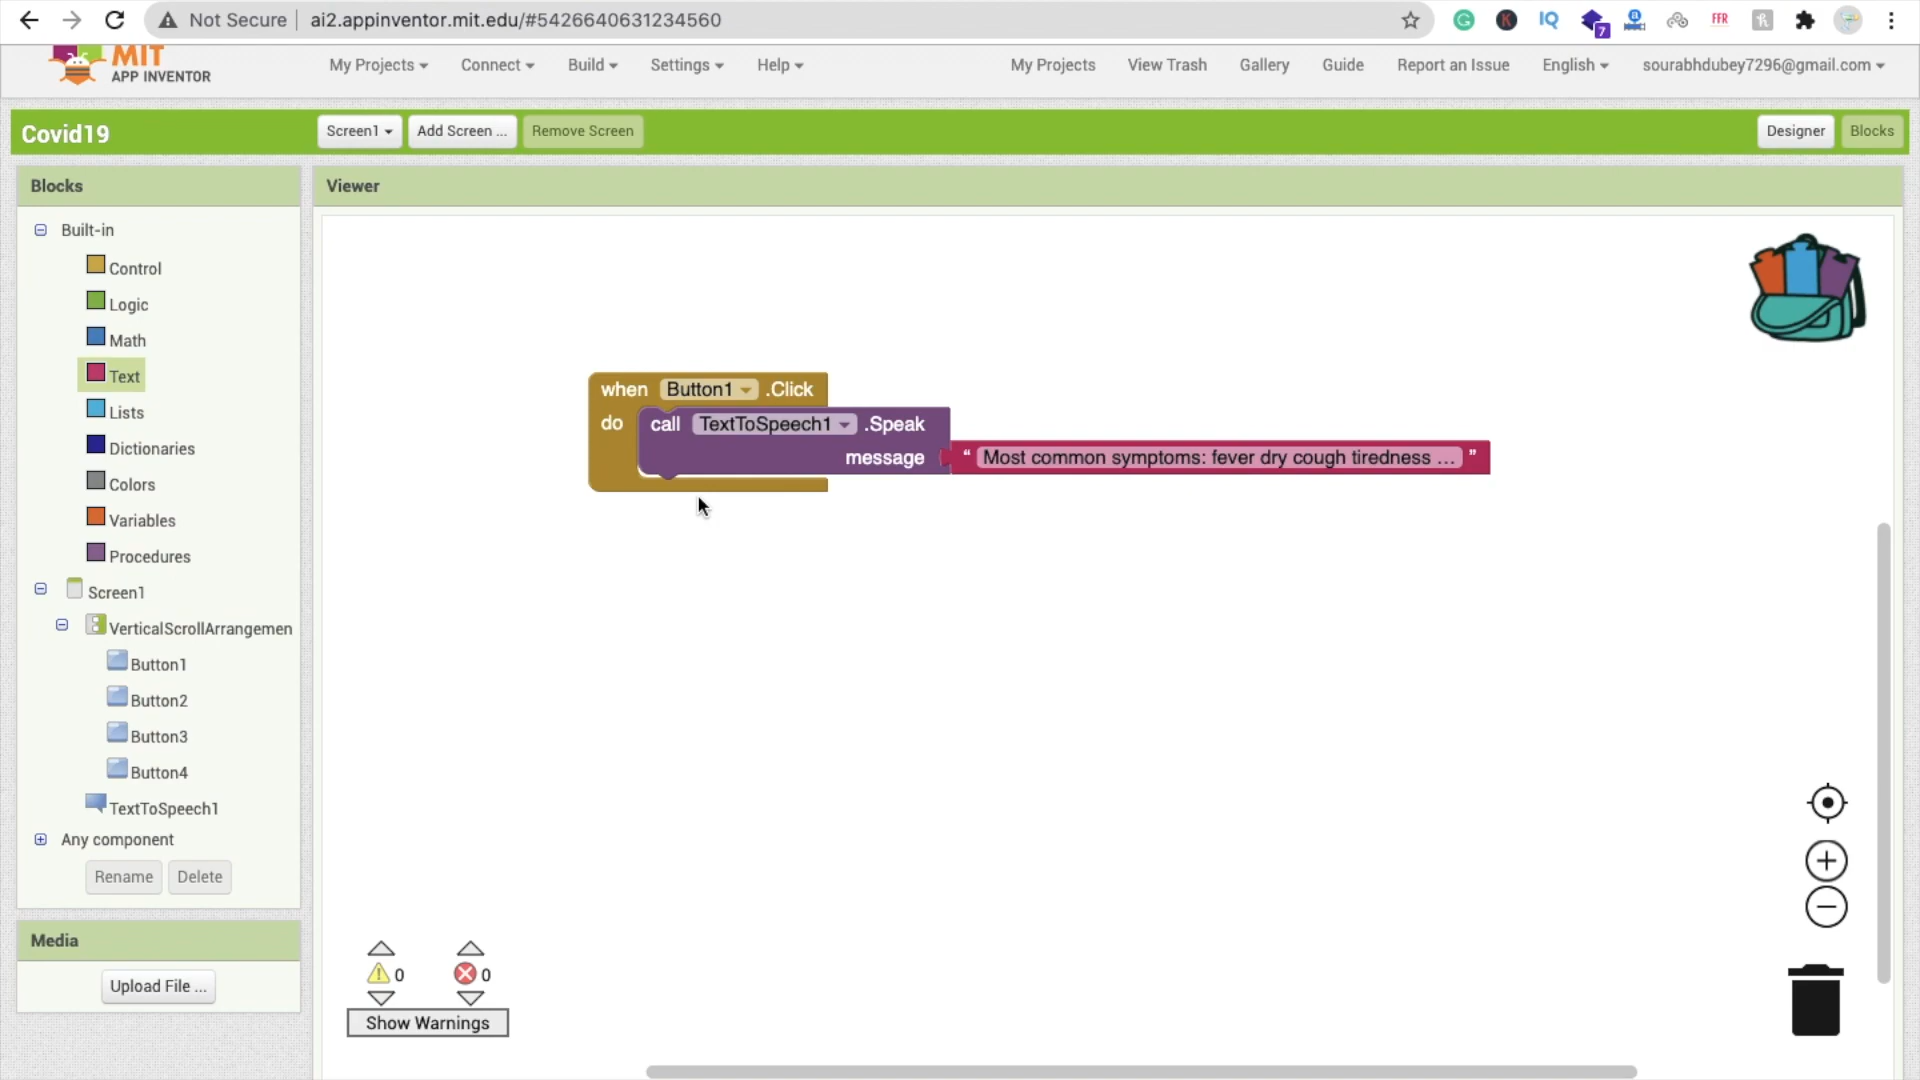 Not Secure
ai2.appinventor.mit.edu/#5426640631234560
IQ
FFR
7
MIT
APP INVENTOR
My Projects
Connect
Build
Settings
Help
My Projects
View Trash
Gallery
Guide
Report an Issue
English
sourabhdubey7296@gmail.com
Covid19
Screen1
Add Screen ...
Remove Screen
Designer
Blocks
Blocks
Viewer
Built-in
Control
Logic
Math
Text
Lists
Dictionaries
Colors
Variables
Procedures
Screen1
VerticalScrollArrangemen
Button1
Button2
Button3
Button4
TextToSpeech1
Any component
Rename
Delete
Media
Upload File ...
when Button1 .Click
do call TextToSpeech1 .Speak
message “ Most common symptoms: fever dry cough tiredness ... ”
0
0
Show Warnings